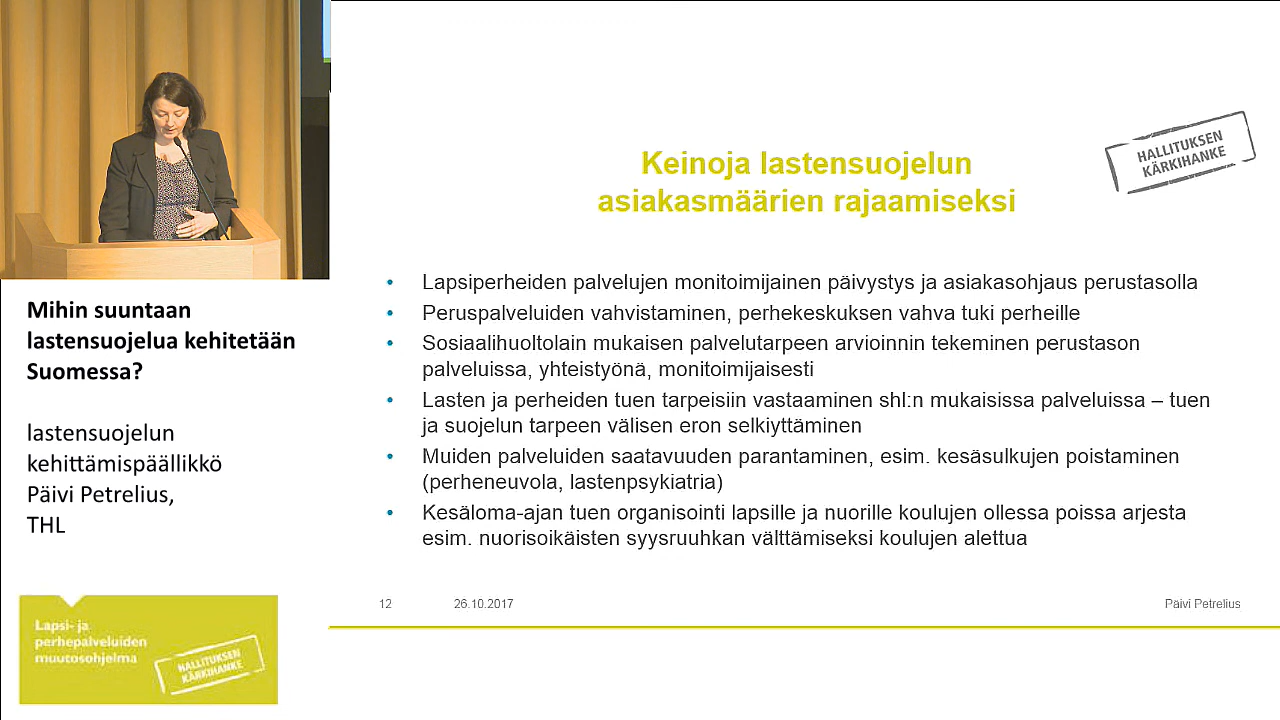 Mihin suuntaan
lastensuojelua kehitetään
Suomessa?
lastensuojelun
kehittämispäällikkö
Päivi Petrelius,
THL
Lapsi- ja
perhepalveluiden
muutosohjelma
HALLITUKSEN
KÄRKIHANKE
HALLITUKSEN
KÄRKIHANKE
Keinoja lastensuojelun
asiakasmäärien rajaamiseksi
• Lapsiperheiden palvelujen monitoimijainen päivystys ja asiakasohjaus perustasolla
• Peruspalveluiden vahvistaminen, perhekeskuksen vahva tuki perheille
• Sosiaalihuoltolain mukaisen palvelutarpeen arvioinnin tekeminen perustason
palveluissa, yhteistyönä, monitoimijaisesti
• Lasten ja perheiden tuen tarpeisiin vastaaminen shl:n mukaisissa palveluissa – tuen
ja suojelun tarpeen välisen eron selkiyttäminen
• Muiden palveluiden saatavuuden parantaminen, esim. kesäsulkujen poistaminen
(perheneuvola, lastenpsykiatria)
• Kesäloma-ajan tuen organisointi lapsille ja nuorille koulujen ollessa poissa arjesta
esim. nuorisoikäisten syysruuhkan välttämiseksi koulujen alettua
12 26.10.2017 Päivi Petrelius